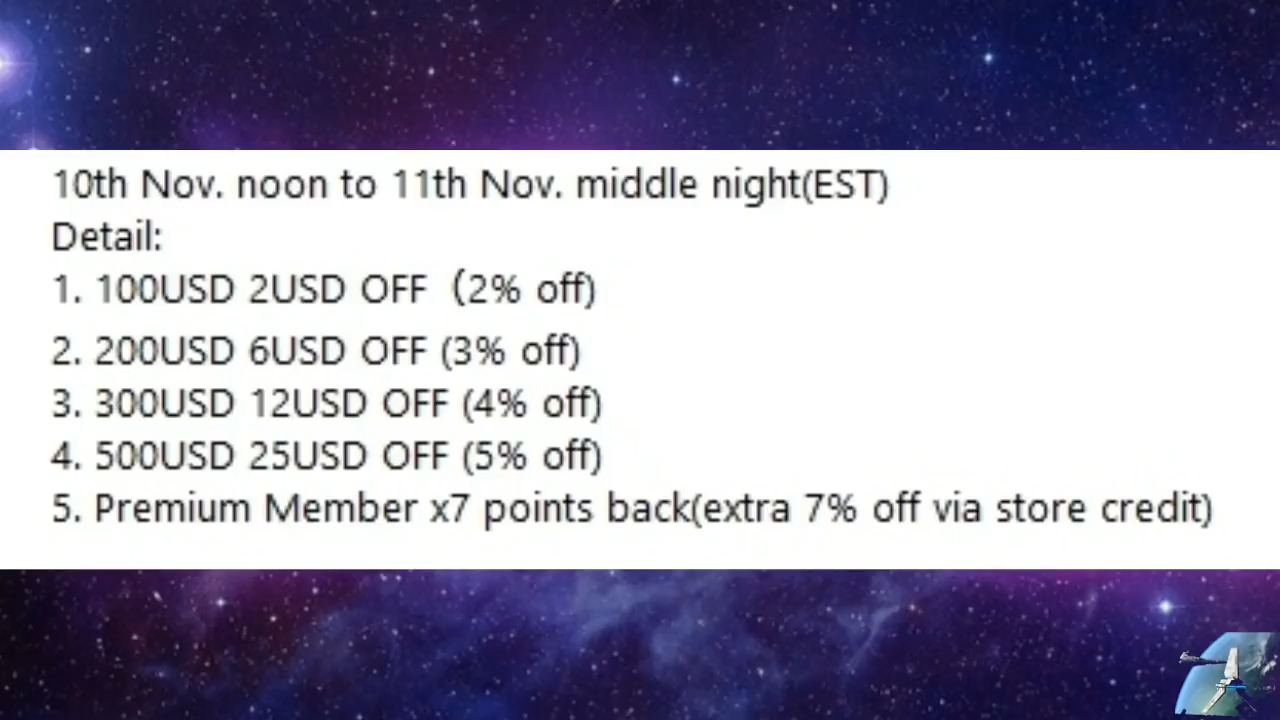 10th Nov. noon to 11th Nov. middle night(EST)
Detail:
1. 100USD 2USD OFF（2% off)
2. 200USD 6USD OFF (3% off)
3. 300USD 12USD OFF (4% off)
4. 500USD 25USD OFF (5% off)
5. Premium Member x7 points back(extra 7% off via store credit)